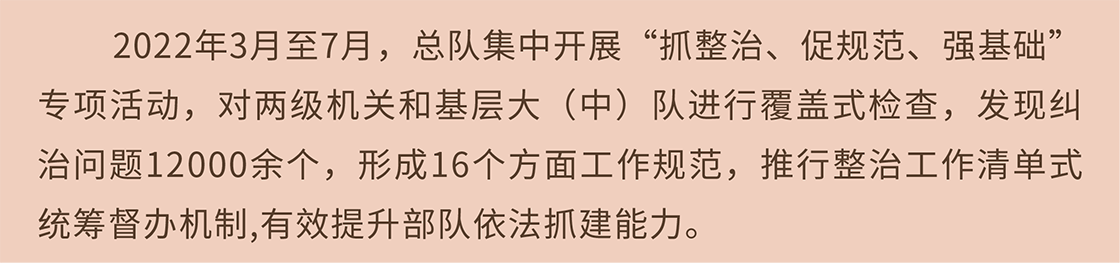 2022年3月至7月，总队集中开展“抓整治、促规范、强基础”
专项活动，对两级机关和基层大（中）队进行覆盖式检查，发现纠
治问题12000余个，形成16个方面工作规范，推行整治工作清单式
统筹督办机制,有效提升部队依法抓建能力。